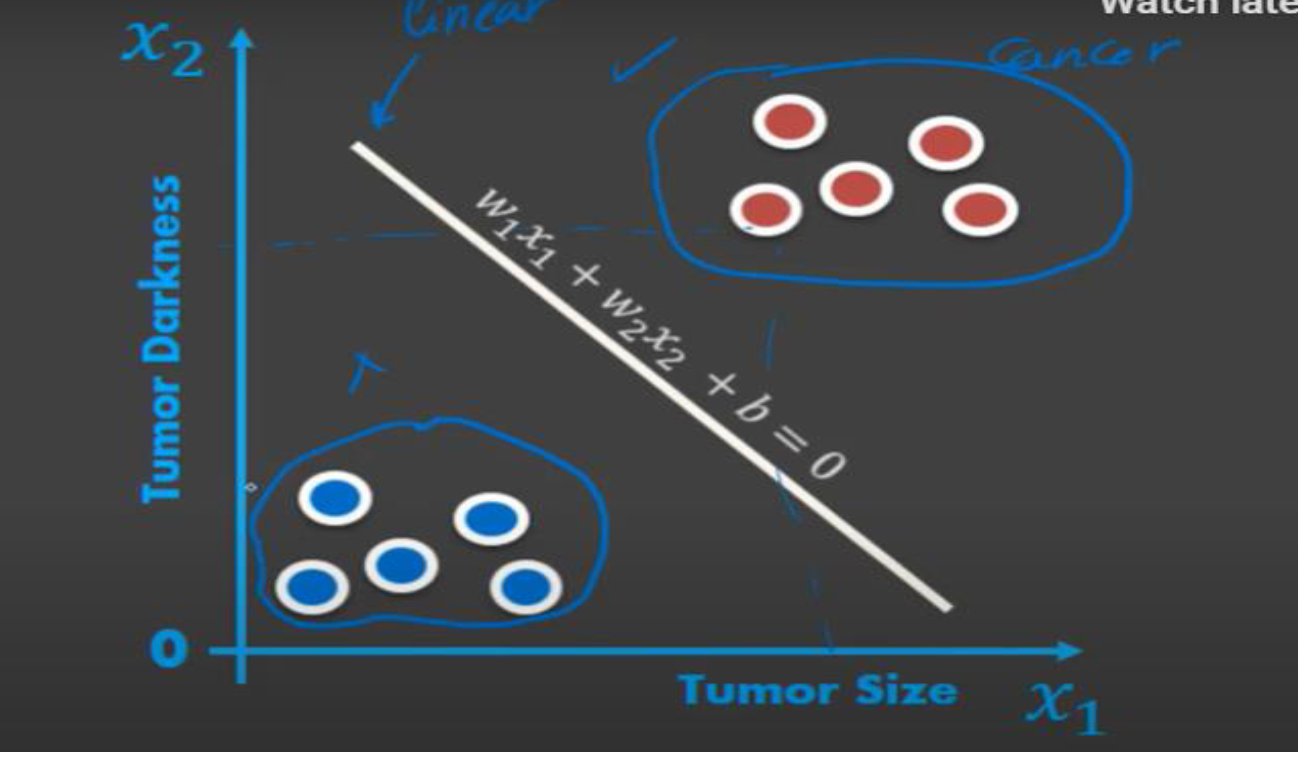 Watch late
linear
x₂
cancer
Tumor Darkness
w₁x₁ + w₂x₂ + b = 0
0
Tumor Size
x₁